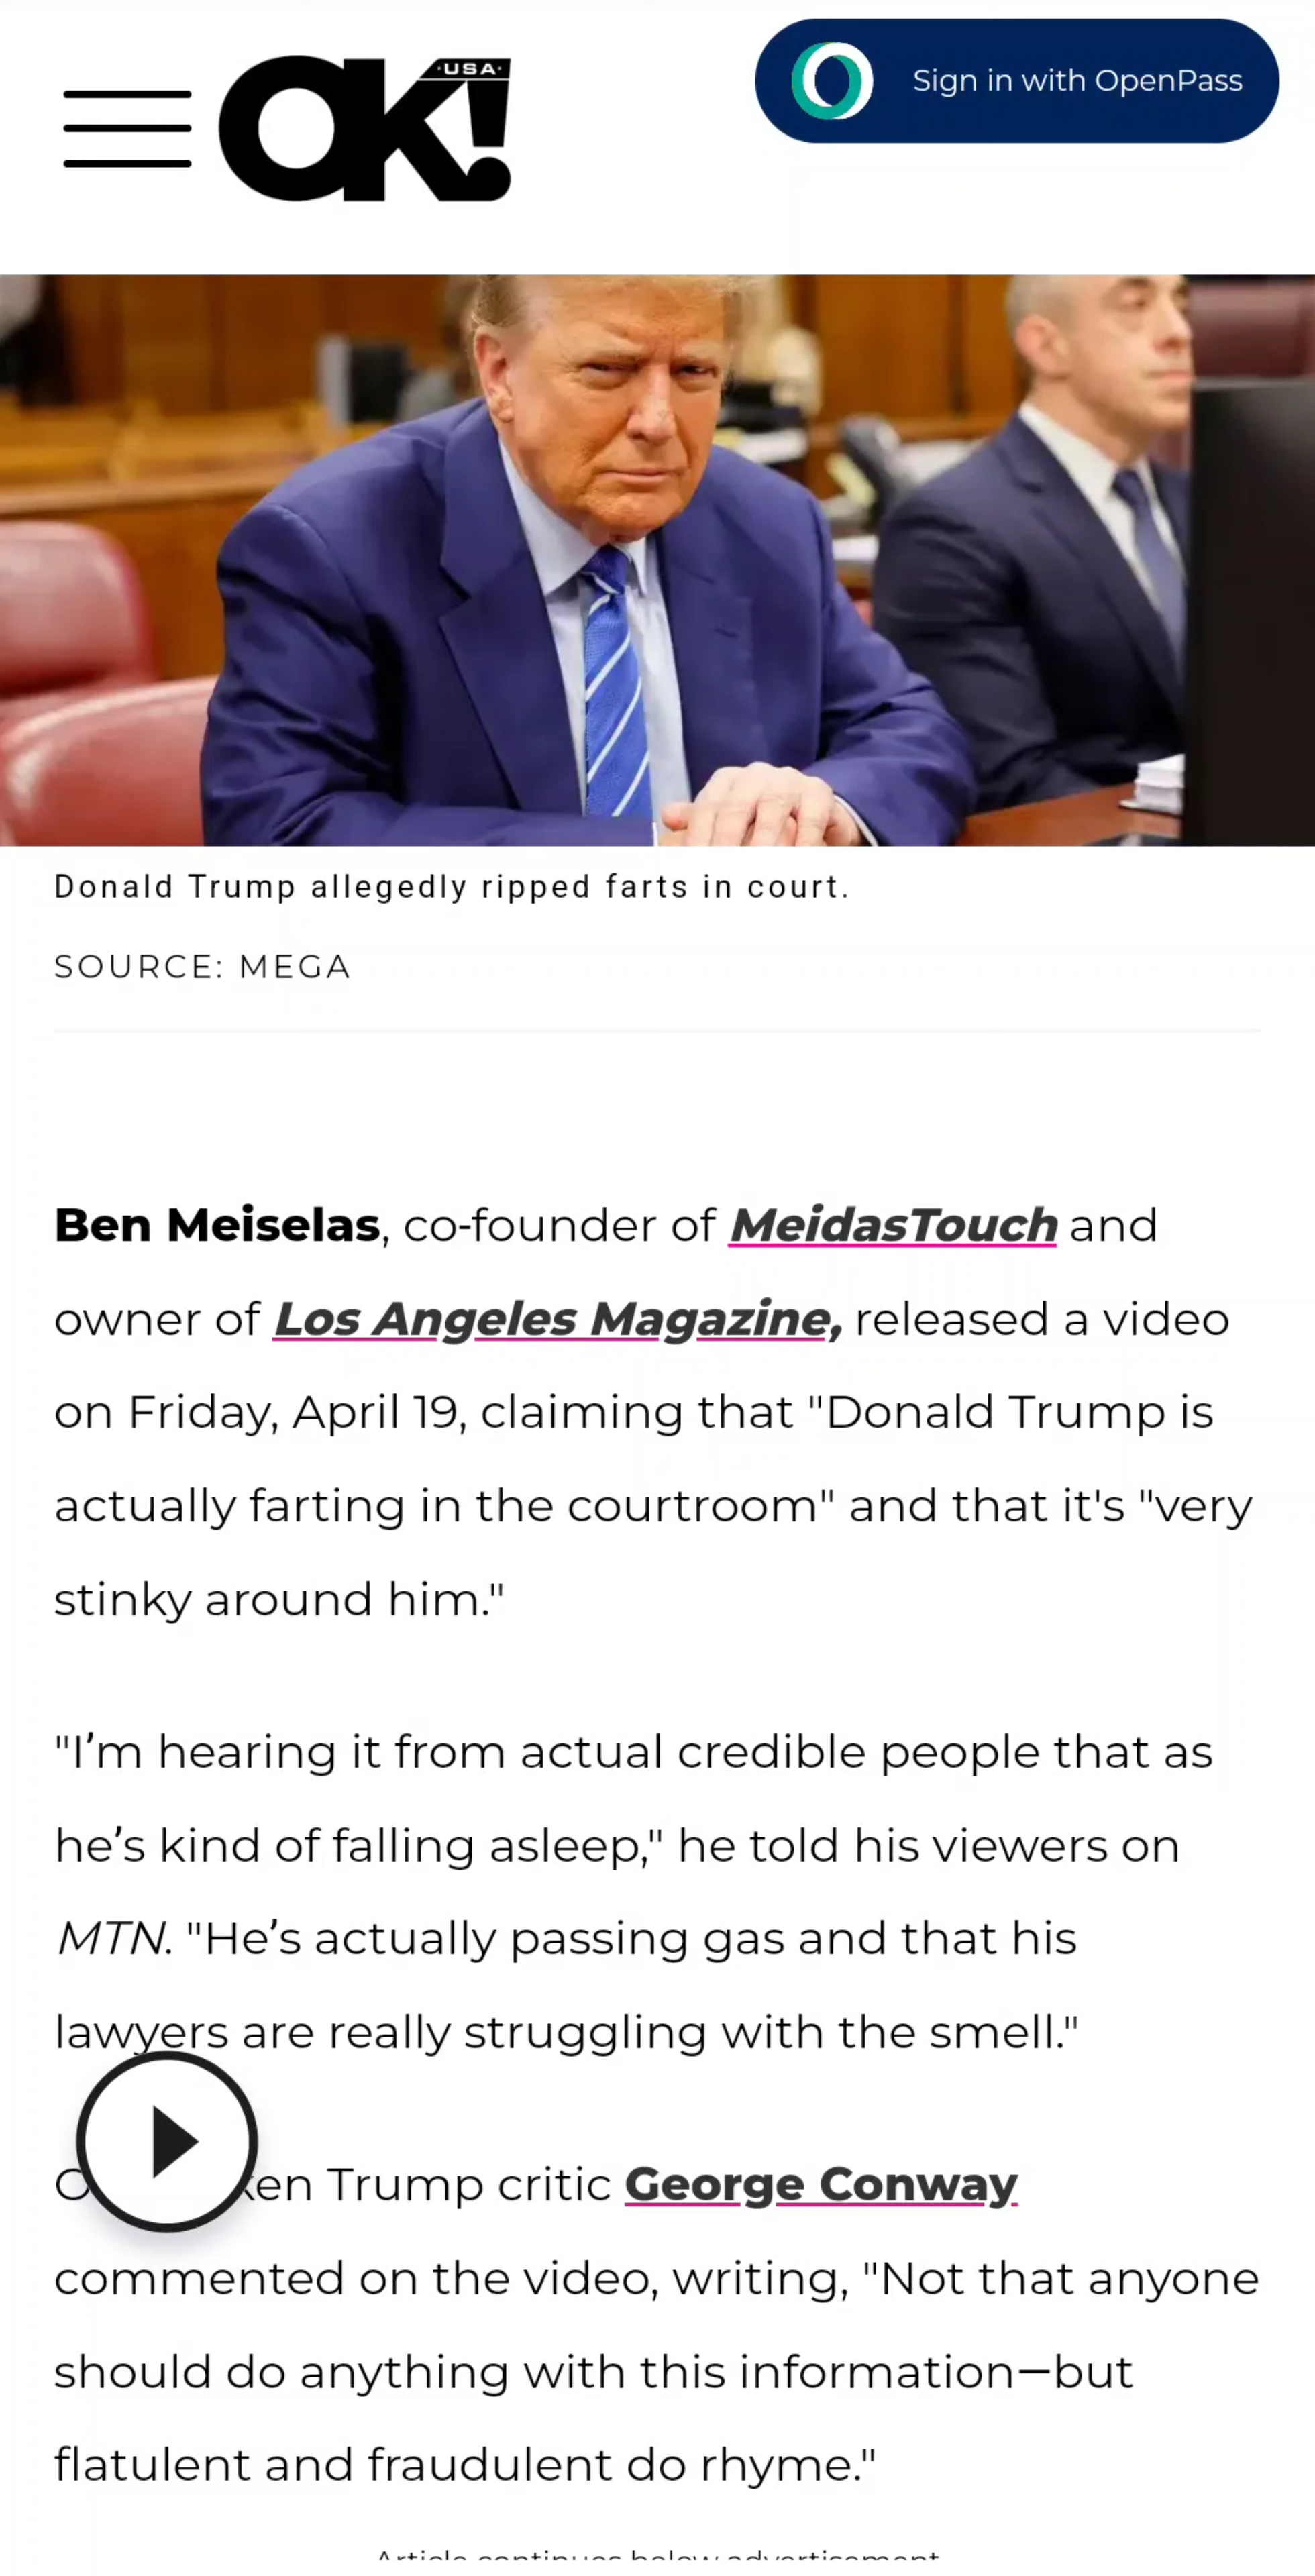 OK!
·USA·
Sign in with OpenPass
Donald Trump allegedly ripped farts in court.
SOURCE: MEGA
Ben Meiselas, co-founder of MeidasTouch and
owner of Los Angeles Magazine, released a video
on Friday, April 19, claiming that "Donald Trump is
actually farting in the courtroom" and that it's "very
stinky around him."
"I’m hearing it from actual credible people that as
he’s kind of falling asleep," he told his viewers on
MTN. "He’s actually passing gas and that his
lawyers are really struggling with the smell."
Trump critic George Conway
commented on the video, writing, "Not that anyone
should do anything with this information—but
flatulent and fraudulent do rhyme."
Article continues below advertisement